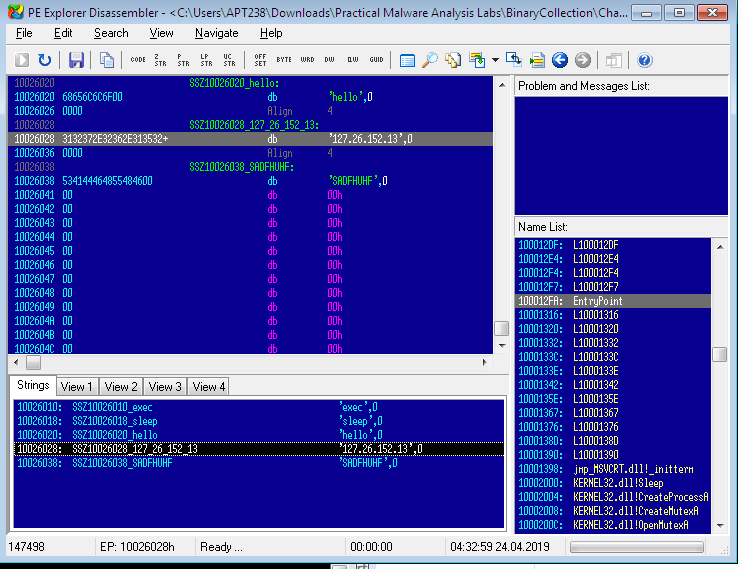 PE Explorer Disassembler - <C:\Users\APT238\Downloads\Practical Malware Analysis Labs\BinaryCollection\Cha...
File Edit Search View Navigate Help
CODE Z STR P STR L STR UC STR OFF SET BYTE WRD DW ILW GUID
10026020 SSZ10026020_hello:
10026020 68656C6C6F00 db 'hello',0
10026026 0000 Align 4
10026028 SSZ10026028_127_26_152_13:
10026028 3132372E32362E313532+ db '127.26.152.13',0
10026036 0000 Align 4
10026038 SSZ10026038_SADFHUHF:
10026038 534144464855484600 db 'SADFHUHF',0
10026041 00 db 00h
10026042 00 db 00h
10026043 00 db 00h
10026044 00 db 00h
10026045 00 db 00h
10026046 00 db 00h
10026047 00 db 00h
10026048 00 db 00h
10026049 00 db 00h
1002604A 00 db 00h
1002604B 00 db 00h
1002604C 00 db 00h
Problem and Messages List:
Name List:
100012DF: L100012DF
100012E4: L100012E4
100012F4: L100012F4
100012F7: L100012F7
100012FA: EntryPoint
10001316: L10001316
10001320: L10001320
10001332: L10001332
1000133C: L1000133C
1000133E: L1000133E
10001342: L10001342
1000135E: L1000135E
10001367: L10001367
10001376: L10001376
1000138D: L1000138D
10001390: L10001390
10001398: jmp_MSVCRT.dll!_initterm
10002000: KERNEL32.dll!Sleep
10002004: KERNEL32.dll!CreateProcessA
10002008: KERNEL32.dll!CreateMutexA
1000200C: KERNEL32.dll!OpenMutexA
Strings View 1 View 2 View 3 View 4
10026010: SSZ10026010_exec 'exec',0
10026018: SSZ10026018_sleep 'sleep',0
10026020: SSZ10026020_hello 'hello',0
10026028: SSZ10026028_127_26_152_13 '127.26.152.13',0
10026038: SSZ10026038_SADFHUHF 'SADFHUHF',0
147498 EP: 10026028h Ready ... 00:00:00 04:32:59 24.04.2019